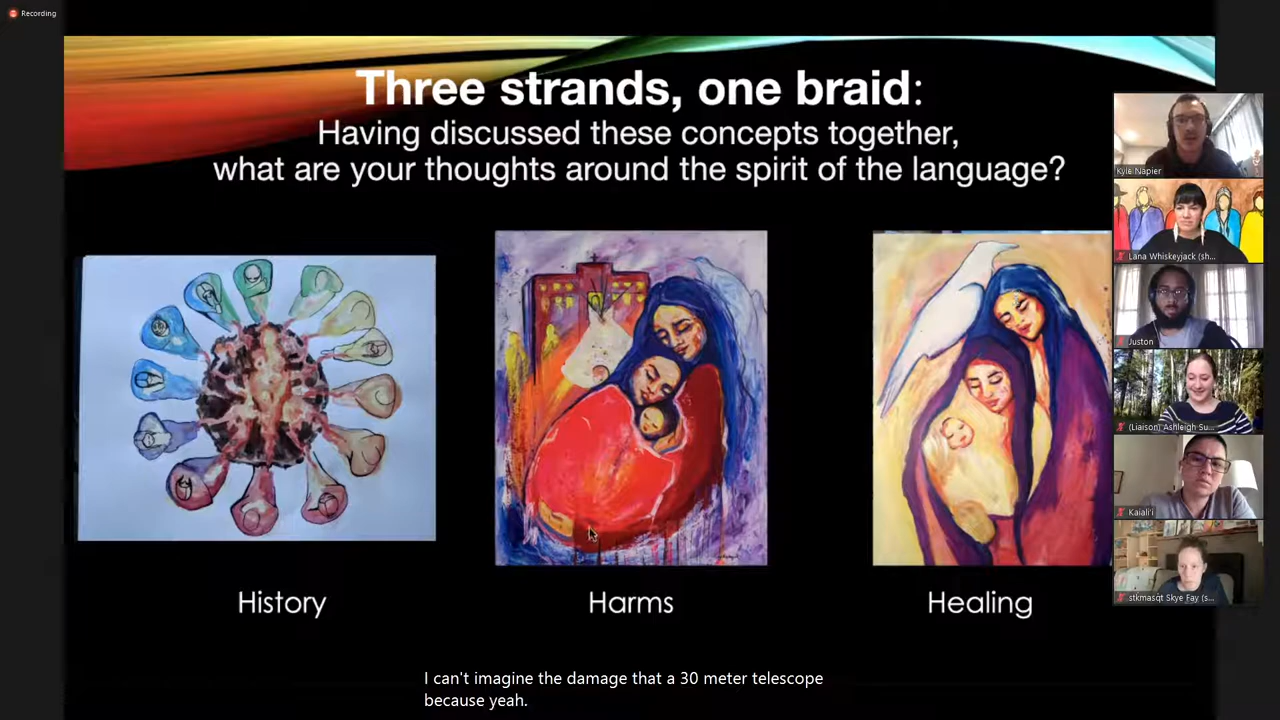 Recording
Three strands, one braid:
Having discussed these concepts together,
what are your thoughts around the spirit of the language?
Kyle Napier
Lana Whiskeyjack (sh...
Juston
(Liaison) Ashleigh Su...
Kaiali'i
stkmasqt Skye Fay (s...
History
Harms
Healing
I can't imagine the damage that a 30 meter telescope
because yeah.